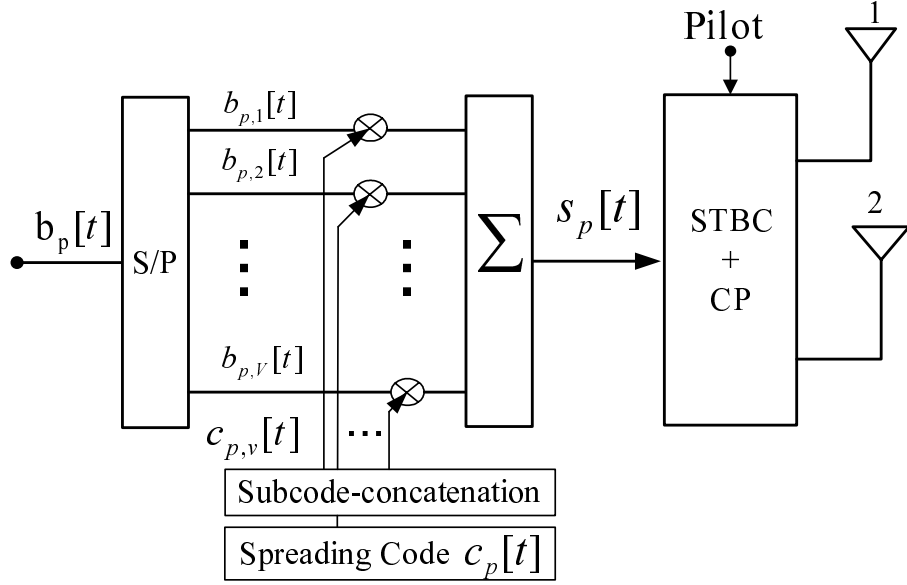 Pilot
1
b_{p,1}[t]
b_{p,2}[t]
2
b_p[t]
S/P
Σ
s_p[t]
STBC
+
CP
b_{p,V}[t]
c_{p,v}[t]
...
Subcode-concatenation
Spreading Code c_p[t]